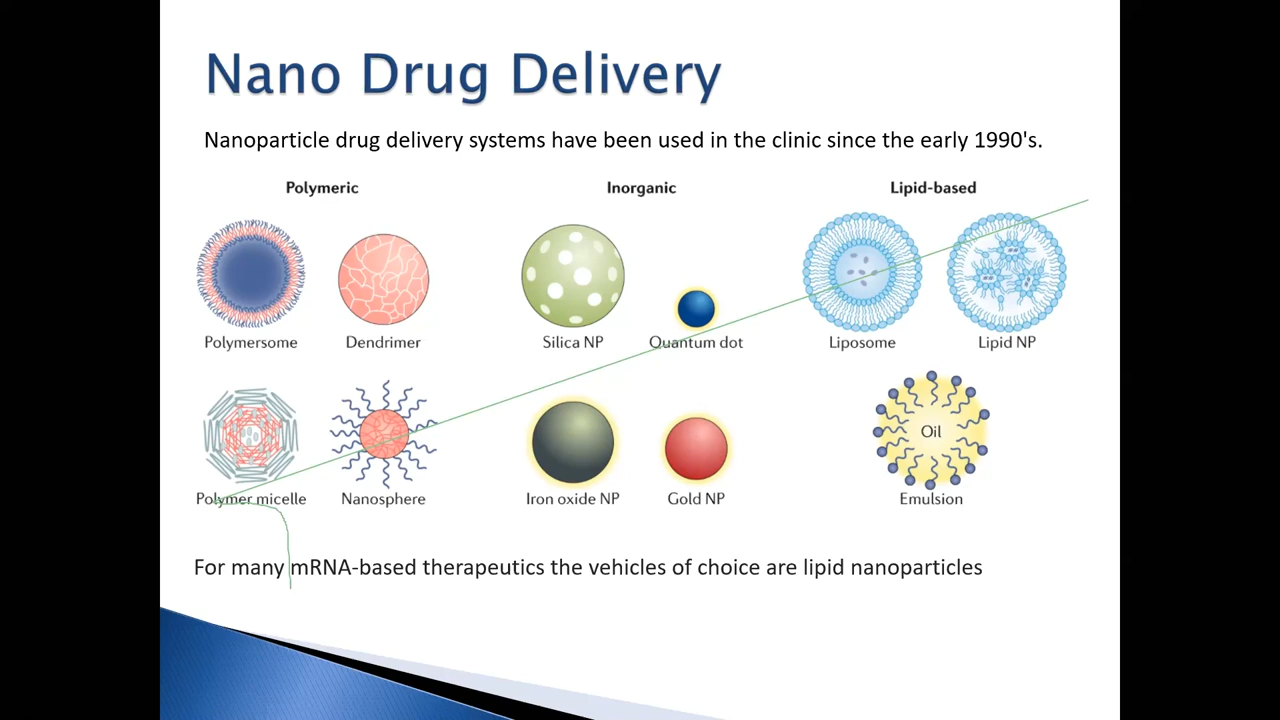 Nano Drug Delivery
Nanoparticle drug delivery systems have been used in the clinic since the early 1990's.
Polymeric
Inorganic
Lipid-based
Polymersome
Dendrimer
Silica NP
Quantum dot
Liposome
Lipid NP
Oil
Polymer micelle
Nanosphere
Iron oxide NP
Gold NP
Emulsion
For many mRNA-based therapeutics the vehicles of choice are lipid nanoparticles